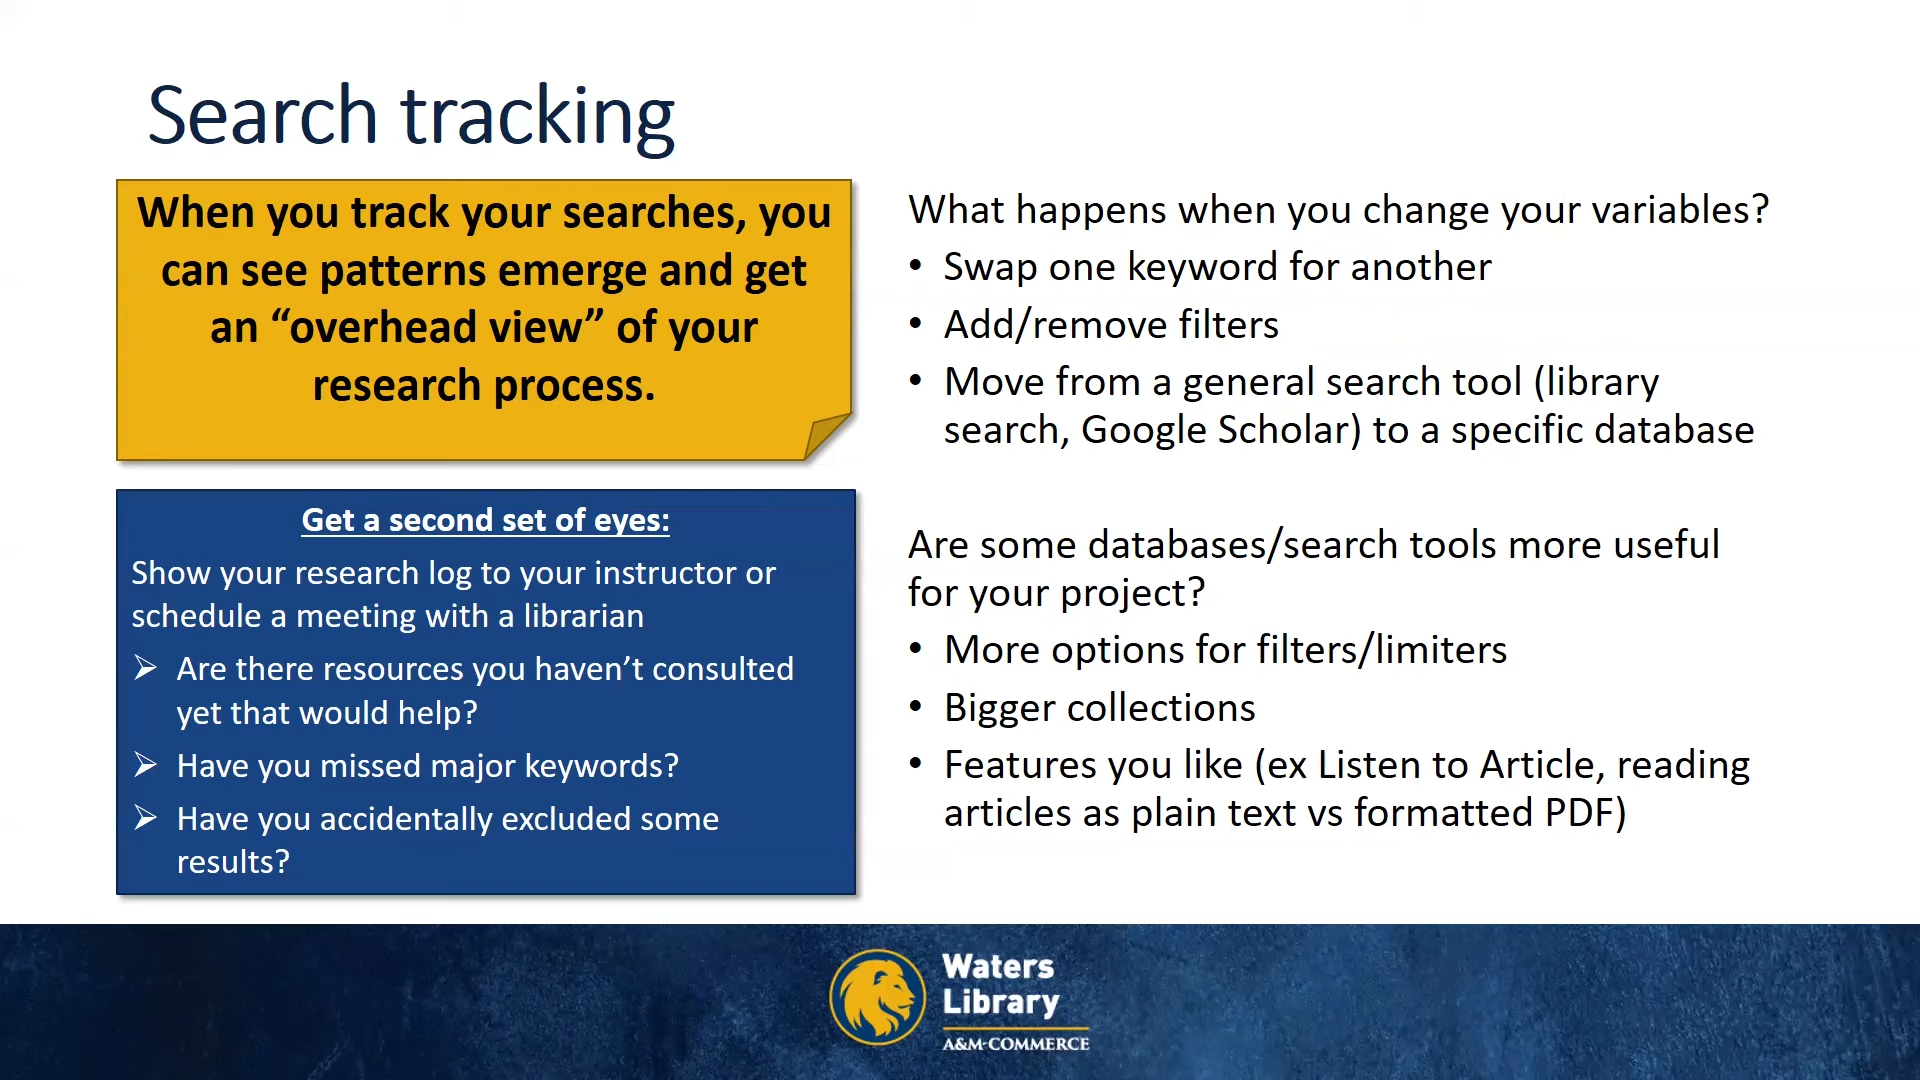 Search tracking
When you track your searches, you
can see patterns emerge and get
an “overhead view” of your
research process.
Get a second set of eyes:
Show your research log to your instructor or
schedule a meeting with a librarian
➢ Are there resources you haven’t consulted
yet that would help?
➢ Have you missed major keywords?
➢ Have you accidentally excluded some
results?
What happens when you change your variables?
• Swap one keyword for another
• Add/remove filters
• Move from a general search tool (library
search, Google Scholar) to a specific database
Are some databases/search tools more useful
for your project?
• More options for filters/limiters
• Bigger collections
• Features you like (ex Listen to Article, reading
articles as plain text vs formatted PDF)
Waters
Library
A&M-COMMERCE